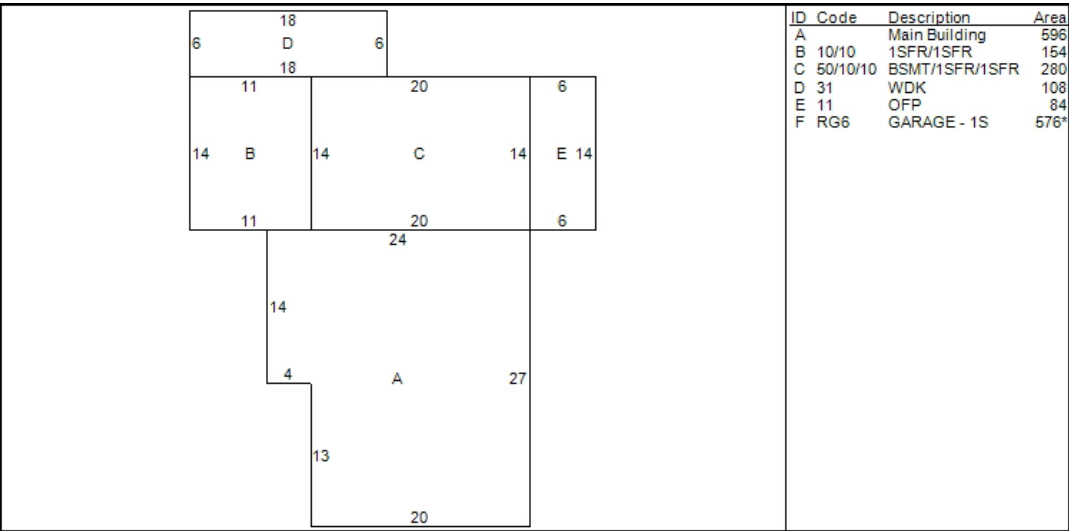 18
6 D 6
18
11 20 6
14 B 14 C 14 E 14
11 20 6
24
14
4 A 27
13
20
ID Code Description Area
A Main Building 596
B 10/10 1SFR/1SFR 154
C 50/10/10 BSMT/1SFR/1SFR 280
D 31 WDK 108
E 11 OFP 84
F RG6 GARAGE - 1S 576*